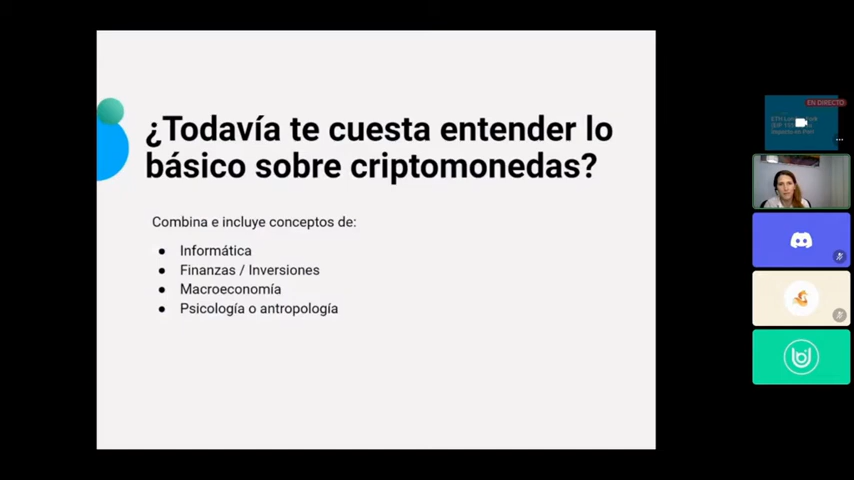 ¿Todavía te cuesta entender lo
básico sobre criptomonedas?
Combina e incluye conceptos de:
● Informática
● Finanzas / Inversiones
● Macroeconomía
● Psicología o antropología
EN DIRECTO